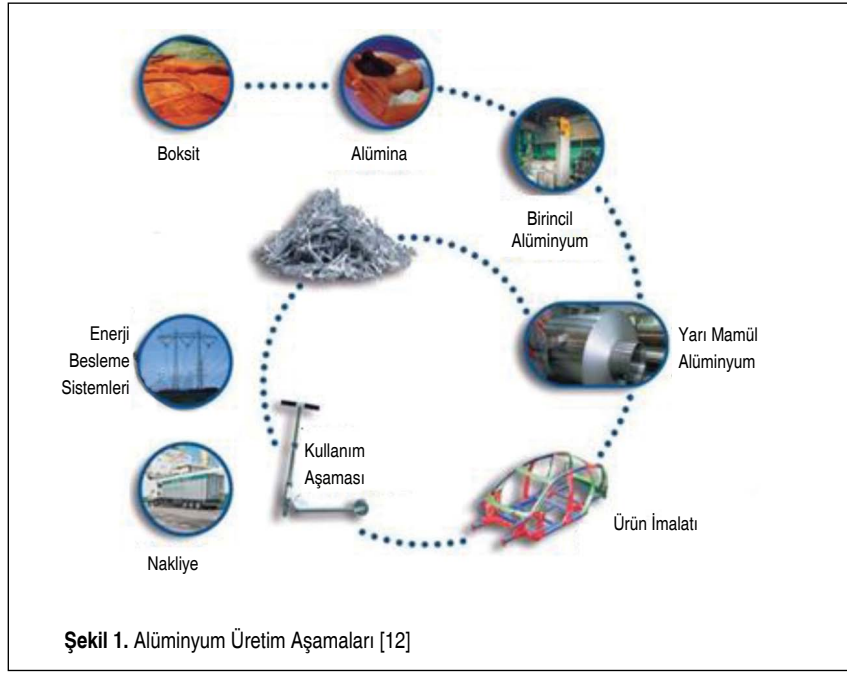 Boksit
Alümina
Birincil
Alüminyum
Enerji
Besleme
Sistemleri
Yarı Mamül
Alüminyum
Kullanım
Aşaması
Ürün İmalatı
Nakliye
Şekil 1. Alüminyum Üretim Aşamaları [12]